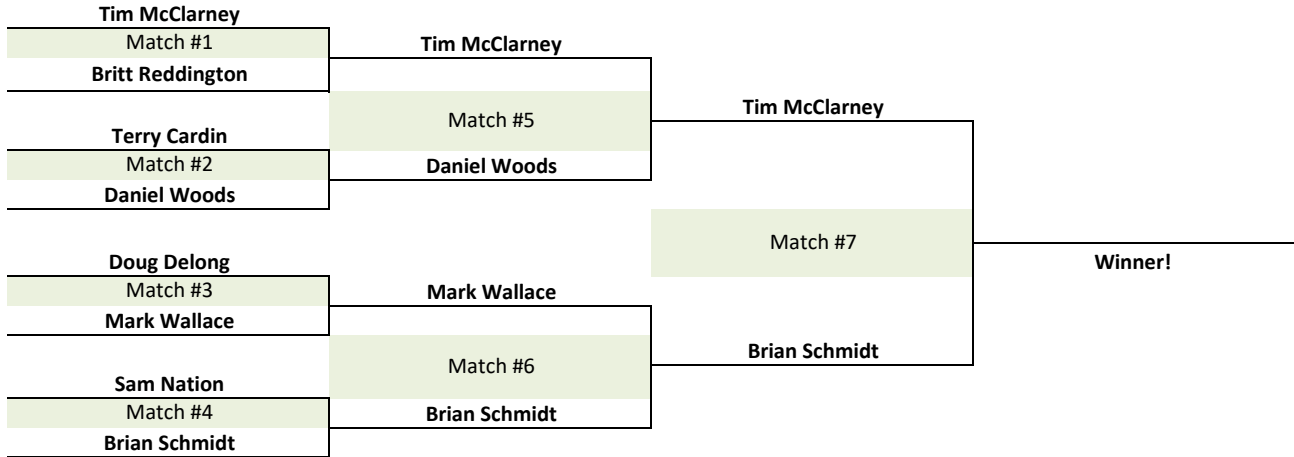 Tim McClarney
Match #1
Britt Reddington
Terry Cardin
Match #2
Daniel Woods
Doug Delong
Match #3
Mark Wallace
Sam Nation
Match #4
Brian Schmidt
Tim McClarney
Match #5
Daniel Woods
Mark Wallace
Match #6
Brian Schmidt
Tim McClarney
Match #7
Brian Schmidt
Winner!